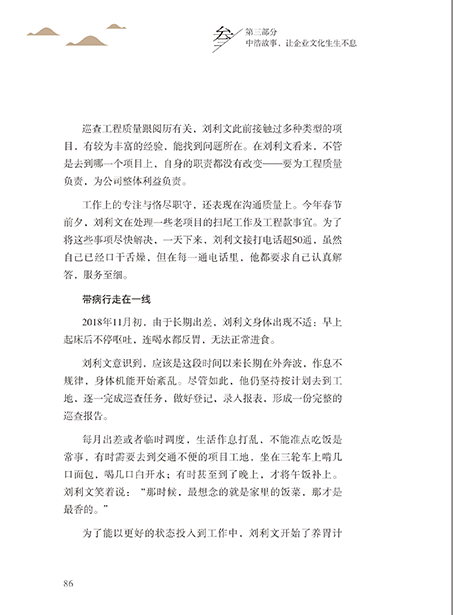 叁
第三部分
中浩故事，让企业文化生生不息
巡查工程质量跟阅历有关，刘利文此前接触过多种类型的项
目，有较为丰富的经验，能找到问题所在。在刘利文看来，不管
是去到哪一个项目上，自身的职责都没有改变——要为工程质量
负责，为公司整体利益负责。
工作上的专注与恪尽职守，还表现在沟通质量上。今年春节
前夕，刘利文在处理一些老项目的扫尾工作及工程款事宜。为了
将这些事项尽快解决，一天下来，刘利文接打电话超50通，虽然
自己已经口干舌燥，但在每一通电话里，他都要求自己认真解
答，服务至细。
带病行走在一线
2018年11月初，由于长期出差，刘利文身体出现不适：早上
起床后不停呕吐，连喝水都反胃，无法正常进食。
刘利文意识到，应该是这段时间以来长期在外奔波，作息不
规律，身体机能开始紊乱。尽管如此，他仍坚持按计划去到工
地，逐一完成巡查任务，做好登记，录入报表，形成一份完整的
巡查报告。
每月出差或者临时调度，生活作息打乱，不能准点吃饭是
常事，有时需要去到交通不便的项目工地，坐在三轮车上啃几
口面包，喝几口白开水；有时甚至到了晚上，才将午饭补上。
刘利文笑着说：“那时候，最想念的就是家里的饭菜，那才是
最香的。”
为了能以更好的状态投入到工作中，刘利文开始了养胃计
86